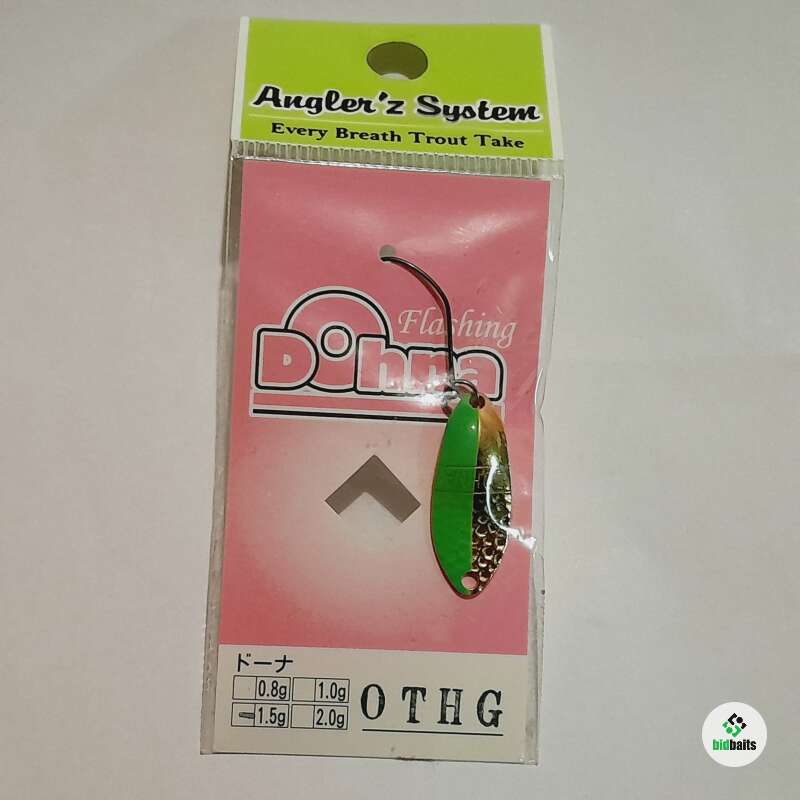 Angler'z System
Every Breath Trout Take
Flashing
Dohna
ドーナ
0.8g 1.0g
1.5g 2.0g
OTHG
bidbaits